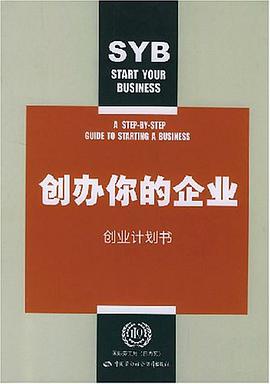 SYB
START YOUR
BUSINESS
A STEP-BY-STEP
GUIDE TO STARTING A BUSINESS
创办你的企业
创业计划书